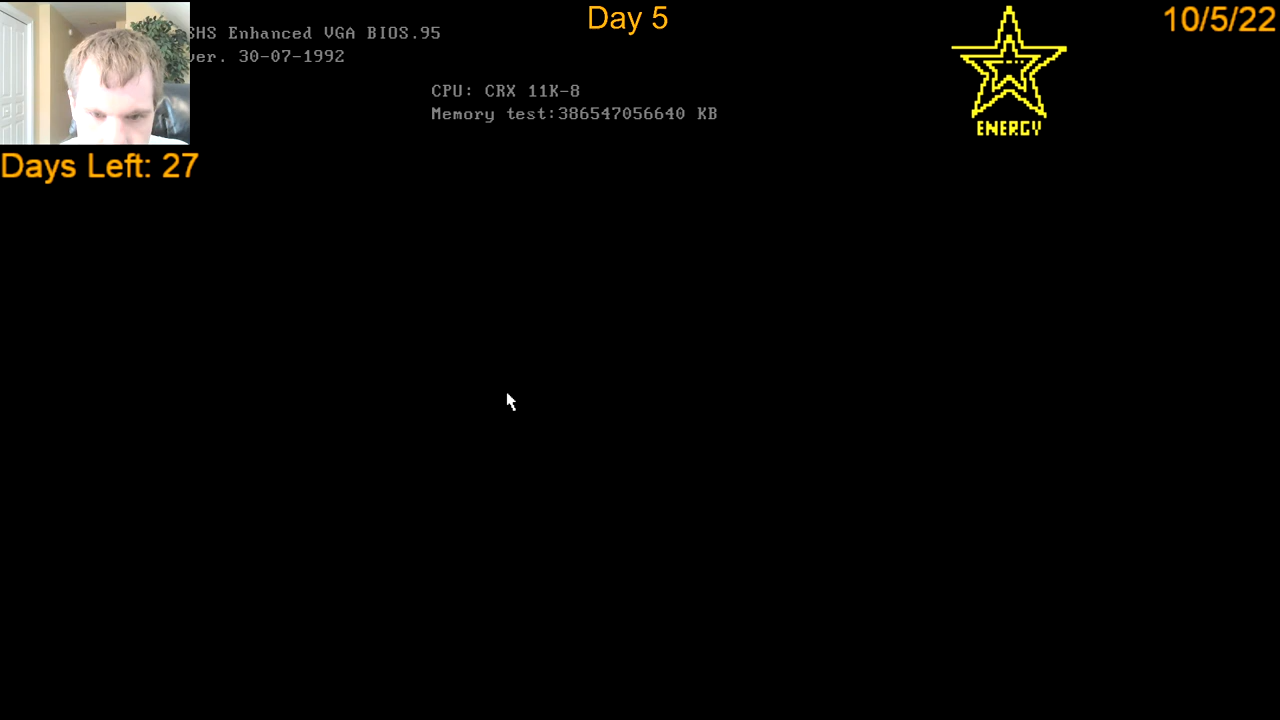 Day 5
10/5/22
SHS Enhanced VGA BIOS.95
ver. 30-07-1992
CPU: CRX 11K-8
Memory test:386547056640 KB
ENERGY
Days Left: 27